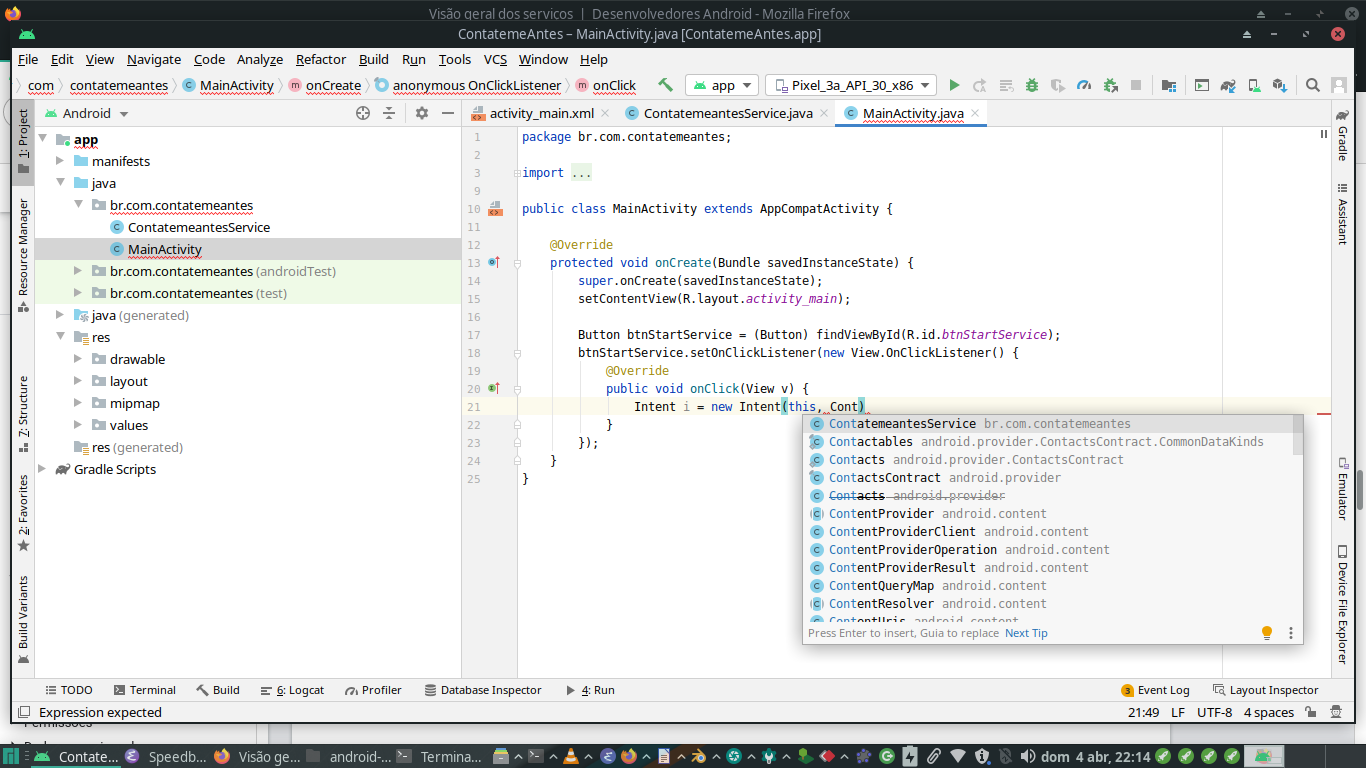 Visão geral dos servicos | Desenvolvedores Android - Mozilla Firefox
ContatemeAntes – MainActivity.java [ContatemeAntes.app]
File Edit View Navigate Code Analyze Refactor Build Run Tools VCS Window Help
com contatemeantes C MainActivity m onCreate anonymous OnClickListener m onClick app Pixel_3a_API_30_x86
Android activity_main.xml C ContatemeantesService.java C MainActivity.java
1: Project
Resource Manager
7: Structure
2: Favorites
Build Variants
app
manifests
java
br.com.contatemeantes
C ContatemeantesService
C MainActivity
br.com.contatemeantes (androidTest)
br.com.contatemeantes (test)
java (generated)
res
drawable
layout
mipmap
values
res (generated)
Gradle Scripts
1 package br.com.contatemeantes;
2
3 import ...
9
10 public class MainActivity extends AppCompatActivity {
11
12 @Override
13 protected void onCreate(Bundle savedInstanceState) {
14 super.onCreate(savedInstanceState);
15 setContentView(R.layout.activity_main);
16
17 Button btnStartService = (Button) findViewById(R.id.btnStartService);
18 btnStartService.setOnClickListener(new View.OnClickListener() {
19 @Override
20 public void onClick(View v) {
21 Intent i = new Intent(this, Cont)
22 }
23 });
24 }
25 }
C ContatemeantesService br.com.contatemeantes
C Contactables android.provider.ContactsContract.CommonDataKinds
C Contacts android.provider.ContactsContract
C ContactsContract android.provider
C Contacts android.provider
C ContentProvider android.content
C ContentProviderClient android.content
C ContentProviderOperation android.content
C ContentProviderResult android.content
C ContentQueryMap android.content
C ContentResolver android.content
C ContentUris android.content
Press Enter to insert, Guia to replace Next Tip
Gradle
Assistant
Emulator
Device File Explorer
TODO Terminal Build 6: Logcat Profiler Database Inspector 4: Run 3 Event Log Layout Inspector
Expression expected 21:49 LF UTF-8 4 spaces
Permissões
Contate... Speedb... Visão ge... android-... Termina... dom 4 abr, 22:14